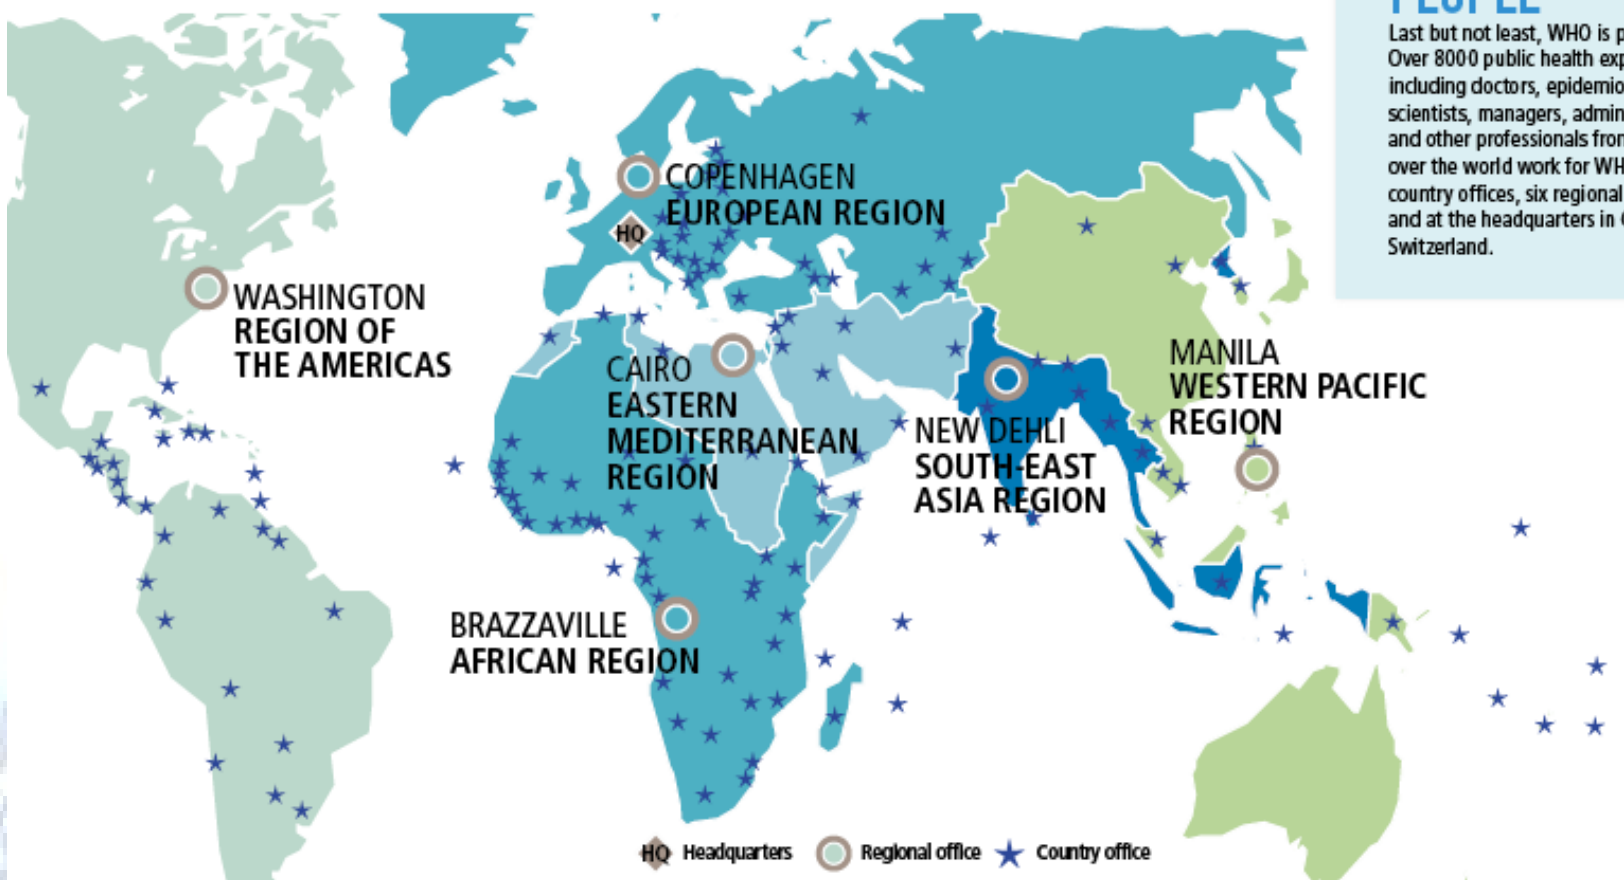 PEOPLE
Last but not least, WHO is
Over 8000 public health
including doctors,
scientists, managers,
and other professionals
over the world work for
country offices, six regional
and at the headquarters in
Switzerland.
COPENHAGEN
EUROPEAN REGION
HQ
WASHINGTON
REGION OF
THE AMERICAS
CAIRO
EASTERN
MEDITERRANEAN
REGION
NEW DEHLI
SOUTH-EAST
ASIA REGION
MANILA
WESTERN PACIFIC
REGION
BRAZZAVILLE
AFRICAN REGION
HQ Headquarters Regional office Country office